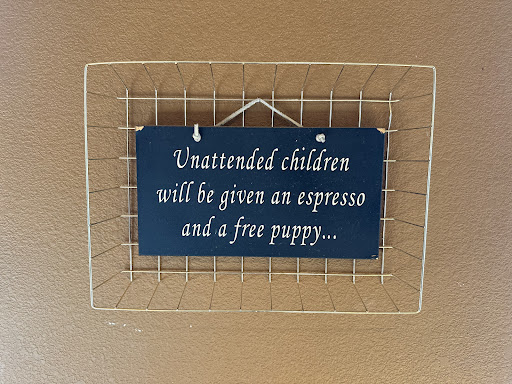 Unattended children
will be given an espresso
and a free puppy...